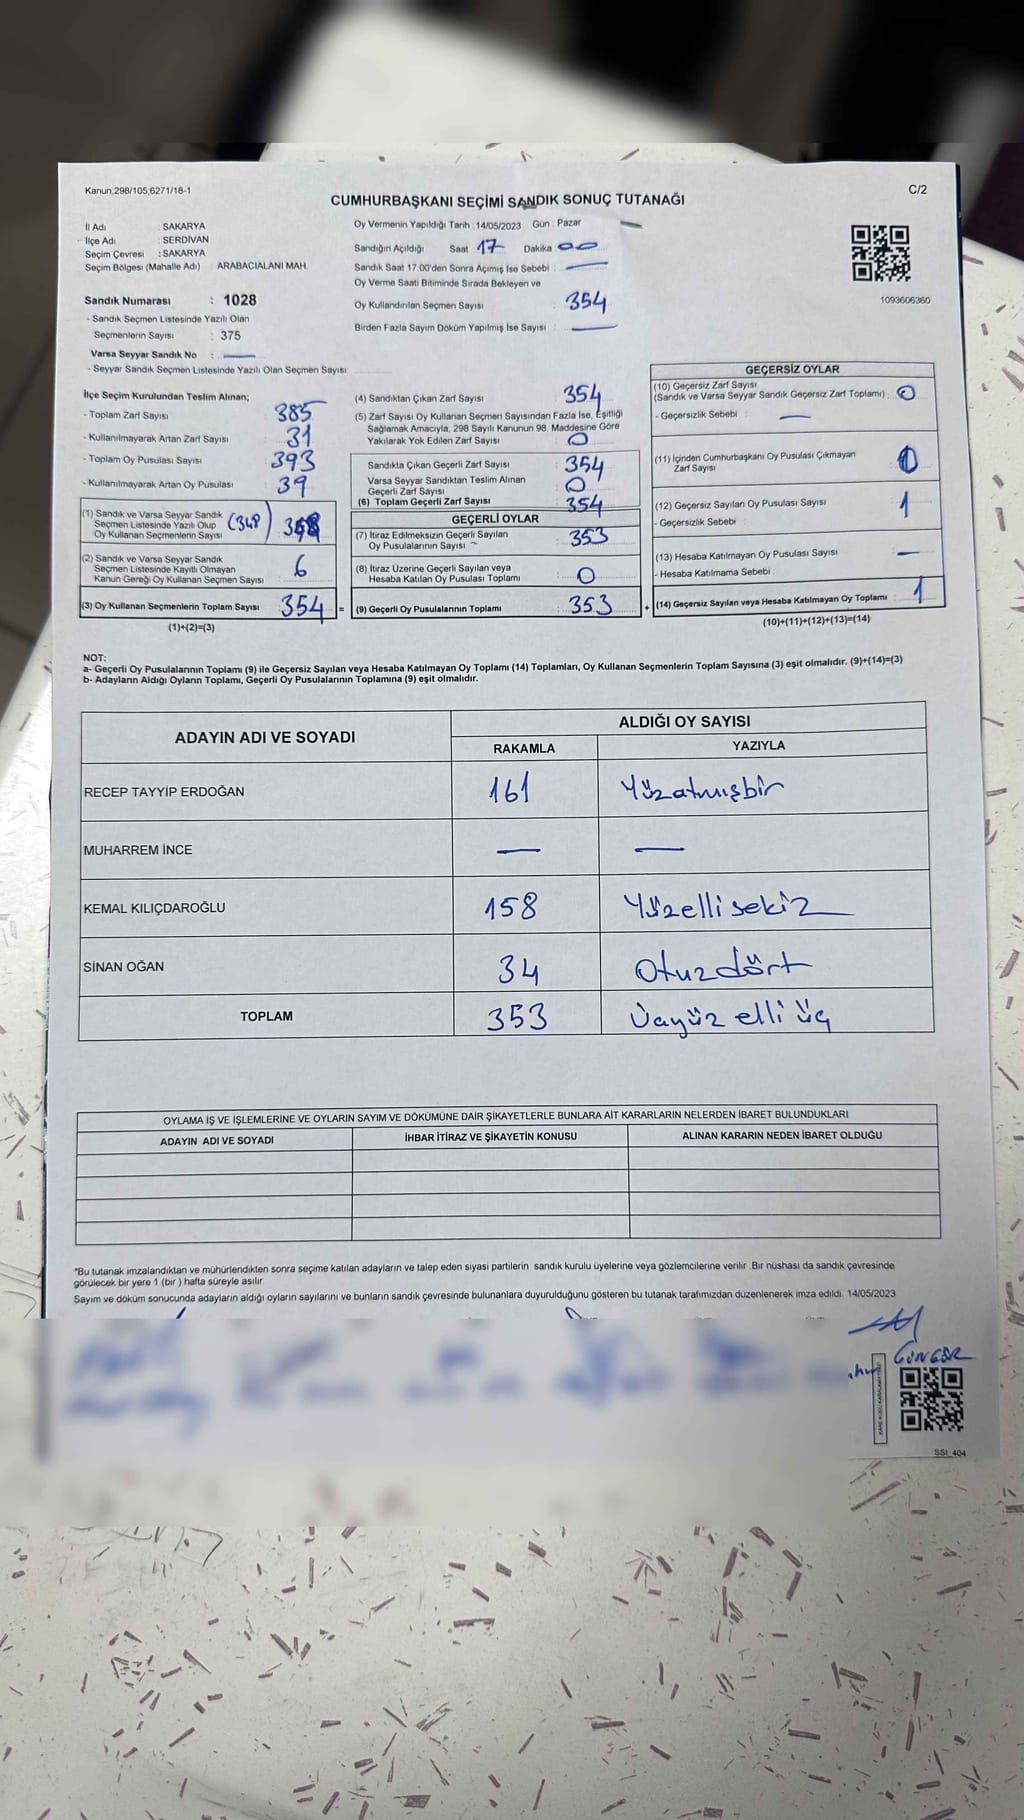 Kanun;298/105,6271/18-1
C/2
CUMHURBAŞKANI SEÇİMİ SANDIK SONUÇ TUTANAĞI
İl Adı : SAKARYA
İlçe Adı : SERDİVAN
Seçim Çevresi : SAKARYA
Seçim Bölgesi (Mahalle Adı) : ARABACIALANI MAH.
Sandık Numarası : 1028
- Sandık Seçmen Listesinde Yazılı Olan
Seçmenlerin Sayısı : 375
Varsa Seyyar Sandık No : —
- Seyyar Sandık Seçmen Listesinde Yazılı Olan Seçmen Sayısı:
Oy Vermenin Yapıldığı Tarih : 14/05/2023 Gün : Pazar
Sandığın Açıldığı Saat 17 Dakika 00
Sandık Saat 17.00'den Sonra Açımış İse Sebebi : —
Oy Verme Saati Bitiminde Sırada Bekleyen ve
Oy Kullandırılan Seçmen Sayısı : 354
Birden Fazla Sayım Döküm Yapılmış İse Sayısı : —
1093606360
İlçe Seçim Kurulundan Teslim Alınan;
- Toplam Zarf Sayısı : 385
- Kullanılmayarak Artan Zarf Sayısı : 31
- Toplam Oy Pusulası Sayısı : 393
- Kullanılmayarak Artan Oy Pusulası : 39
(1) Sandık ve Varsa Seyyar Sandık
Seçmen Listesinde Yazılı Olup (348) 348
Oy Kullanan Seçmenlerin Sayısı
(2) Sandık ve Varsa Seyyar Sandık
Seçmen Listesinde Kayıtlı Olmayan 6
Kanun Gereği Oy Kullanan Seçmen Sayısı
(3) Oy Kullanan Seçmenlerin Toplam Sayısı 354 =
(1)+(2)=(3)
(4) Sandıktan Çıkan Zarf Sayısı : 354
(5) Zarf Sayısı Oy Kullanan Seçmen Sayısından Fazla İse, Eşitliği
Sağlamak Amacıyla, 298 Sayılı Kanunun 98. Maddesine Göre
Yakılarak Yok Edilen Zarf Sayısı : 0
Sandıkta Çıkan Geçerli Zarf Sayısı : 354
Varsa Seyyar Sandıktan Teslim Alınan
Geçerli Zarf Sayısı : 0
(6) Toplam Geçerli Zarf Sayısı : 354
GEÇERLİ OYLAR
(7) İtiraz Edilmeksizin Geçerli Sayılan
Oy Pusulalarının Sayısı : 353
(8) İtiraz Üzerine Geçerli Sayılan veya
Hesaba Katılan Oy Pusulası Toplamı : 0
(9) Geçerli Oy Pusulalarının Toplamı : 353 +
GEÇERSİZ OYLAR
(10) Geçersiz Zarf Sayısı
(Sandık ve Varsa Seyyar Sandık Geçersiz Zarf Toplamı) : 0
- Geçersizlik Sebebi : —
(11) İçinden Cumhurbaşkanı Oy Pusulası Çıkmayan
Zarf Sayısı : 0
(12) Geçersiz Sayılan Oy Pusulası Sayısı : 1
- Geçersizlik Sebebi :
(13) Hesaba Katılmayan Oy Pusulası Sayısı : —
- Hesaba Katılmama Sebebi :
(14) Geçersiz Sayılan veya Hesaba Katılmayan Oy Toplamı : 1
(10)+(11)+(12)+(13)=(14)
NOT:
a- Geçerli Oy Pusulalarının Toplamı (9) ile Geçersiz Sayılan veya Hesaba Katılmayan Oy Toplamı (14) Toplamları, Oy Kullanan Seçmenlerin Toplam Sayısına (3) eşit olmalıdır. (9)+(14)=(3)
b- Adayların Aldığı Oyların Toplamı, Geçerli Oy Pusulalarının Toplamına (9) eşit olmalıdır.
ADAYIN ADI VE SOYADI
ALDIĞI OY SAYISI
RAKAMLA YAZIYLA
RECEP TAYYİP ERDOĞAN 161 Yüzatmışbir
MUHARREM İNCE — —
KEMAL KILIÇDAROĞLU 158 Yüzellisekiz
SİNAN OĞAN 34 Otuzdört
TOPLAM 353 Üçyüz elli üç
OYLAMA İŞ VE İŞLEMLERİNE VE OYLARIN SAYIM VE DÖKÜMÜNE DAİR ŞİKAYETLERLE BUNLARA AİT KARARLARIN NELERDEN İBARET BULUNDUKLARI
ADAYIN ADI VE SOYADI İHBAR İTİRAZ VE ŞİKAYETİN KONUSU ALINAN KARARIN NEDEN İBARET OLDUĞU
*Bu tutanak imzalandıktan ve mühürlendikten sonra seçime katılan adayların ve talep eden siyasi partilerin sandık kurulu üyelerine veya gözlemcilerine verilir .Bir nüshası da sandık çevresinde
görülecek bir yere 1 (bir ) hafta süreyle asılır.
Sayım ve döküm sonucunda adayların aldığı oyların sayılarını ve bunların sandık çevresinde bulunanlara duyurulduğunu gösteren bu tutanak tarafımızdan düzenlenerek imza edildi. 14/05/2023
GÜNGÖR
SSI_404